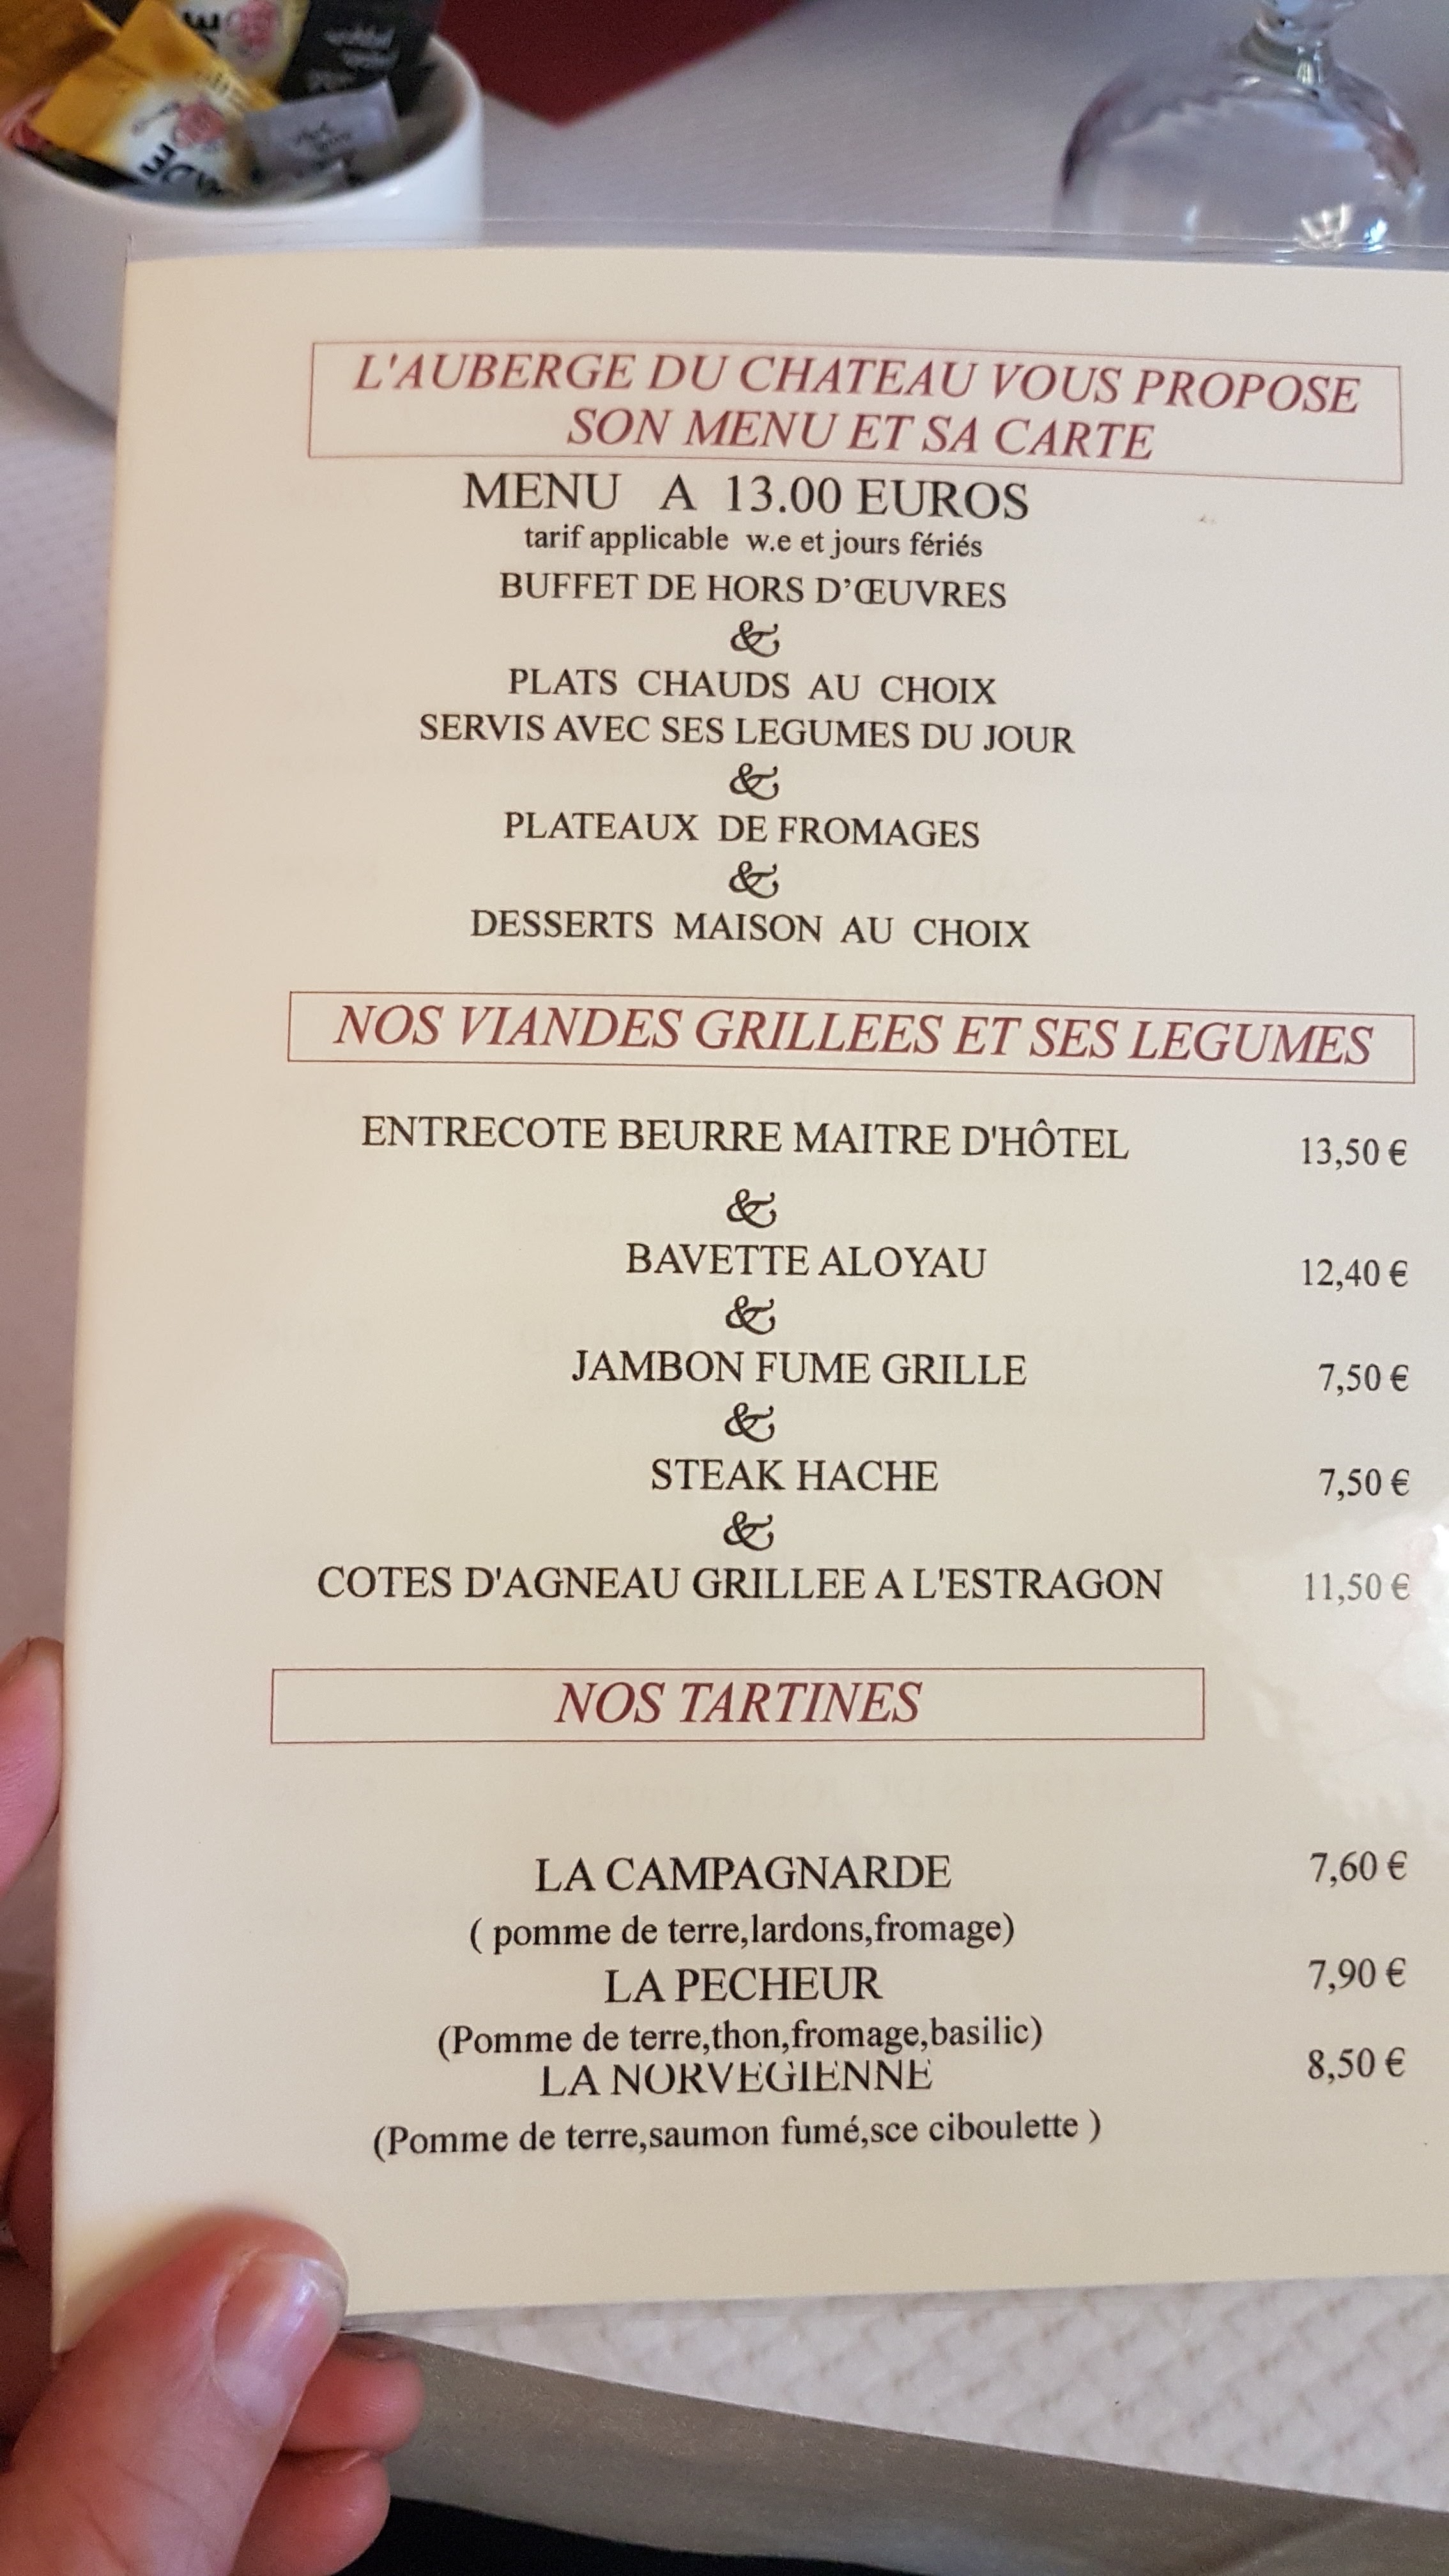 L'AUBERGE DU CHATEAU VOUS PROPOSE
SON MENU ET SA CARTE
MENU A 13.00 EUROS
tarif applicable w.e et jours fériés
BUFFET DE HORS D'ŒUVRES
&
PLATS CHAUDS AU CHOIX
SERVIS AVEC SES LEGUMES DU JOUR
&
PLATEAUX DE FROMAGES
&
DESSERTS MAISON AU CHOIX
NOS VIANDES GRILLEES ET SES LEGUMES
ENTRECOTE BEURRE MAITRE D'HÔTEL 13,50 €
&
BAVETTE ALOYAU 12,40 €
&
JAMBON FUME GRILLE 7,50 €
&
STEAK HACHE 7,50 €
&
COTES D'AGNEAU GRILLEE A L'ESTRAGON 11,50 €
NOS TARTINES
LA CAMPAGNARDE 7,60 €
( pomme de terre,lardons,fromage)
LA PECHEUR 7,90 €
(Pomme de terre,thon,fromage,basilic)
LA NORVEGIENNE 8,50 €
(Pomme de terre,saumon fumé,sce ciboulette )